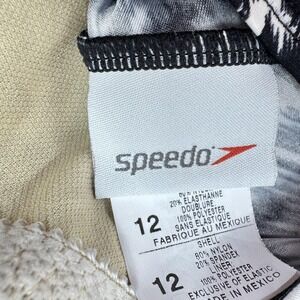 speedo
20% ELASTHANNE
DOUBLURE
100% POLYESTER
SANS ELASTIQUE
12
FABRIQUE AU MEXIQUE
SHELL
80% NYLON
20% SPANDEX
LINER
12
100% POLYESTER
EXCLUSIVE OF ELASTIC
MADE IN MEXICO